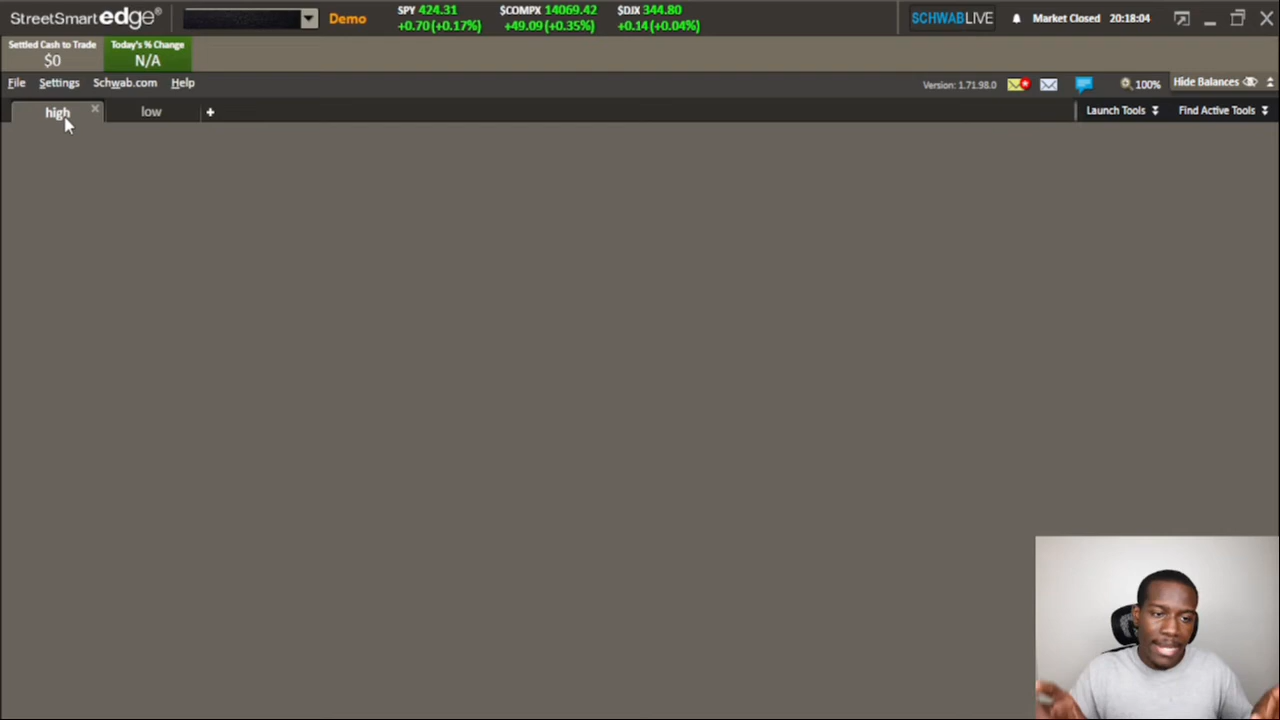 StreetSmart edge®
Demo
SPY 424.31
+0.70 (+0.17%)
$COMPX 14069.42
+49.09 (+0.35%)
$DJX 344.80
+0.14 (+0.04%)
SCHWABLIVE
Market Closed
20:18:04
Settled Cash to Trade
$0
Today's % Change
N/A
File
Settings
Schwab.com
Help
Version: 1.71.98.0
100%
Hide Balances
high
low
+
Launch Tools
Find Active Tools